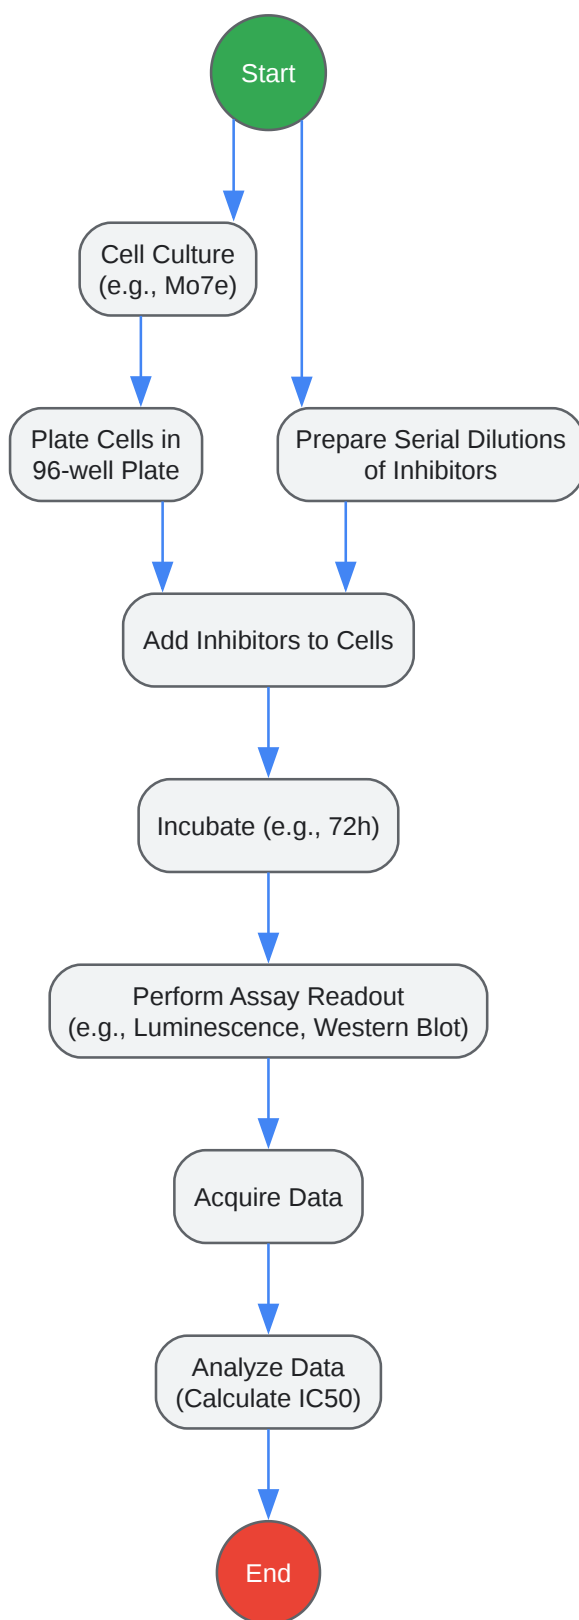 Start
Cell Culture
(e.g., Mo7e)
Plate Cells in
96-well Plate
Prepare Serial Dilutions
of Inhibitors
Add Inhibitors to Cells
Incubate (e.g., 72h)
Perform Assay Readout
(e.g., Luminescence, Western Blot)
Acquire Data
Analyze Data
(Calculate IC50)
End